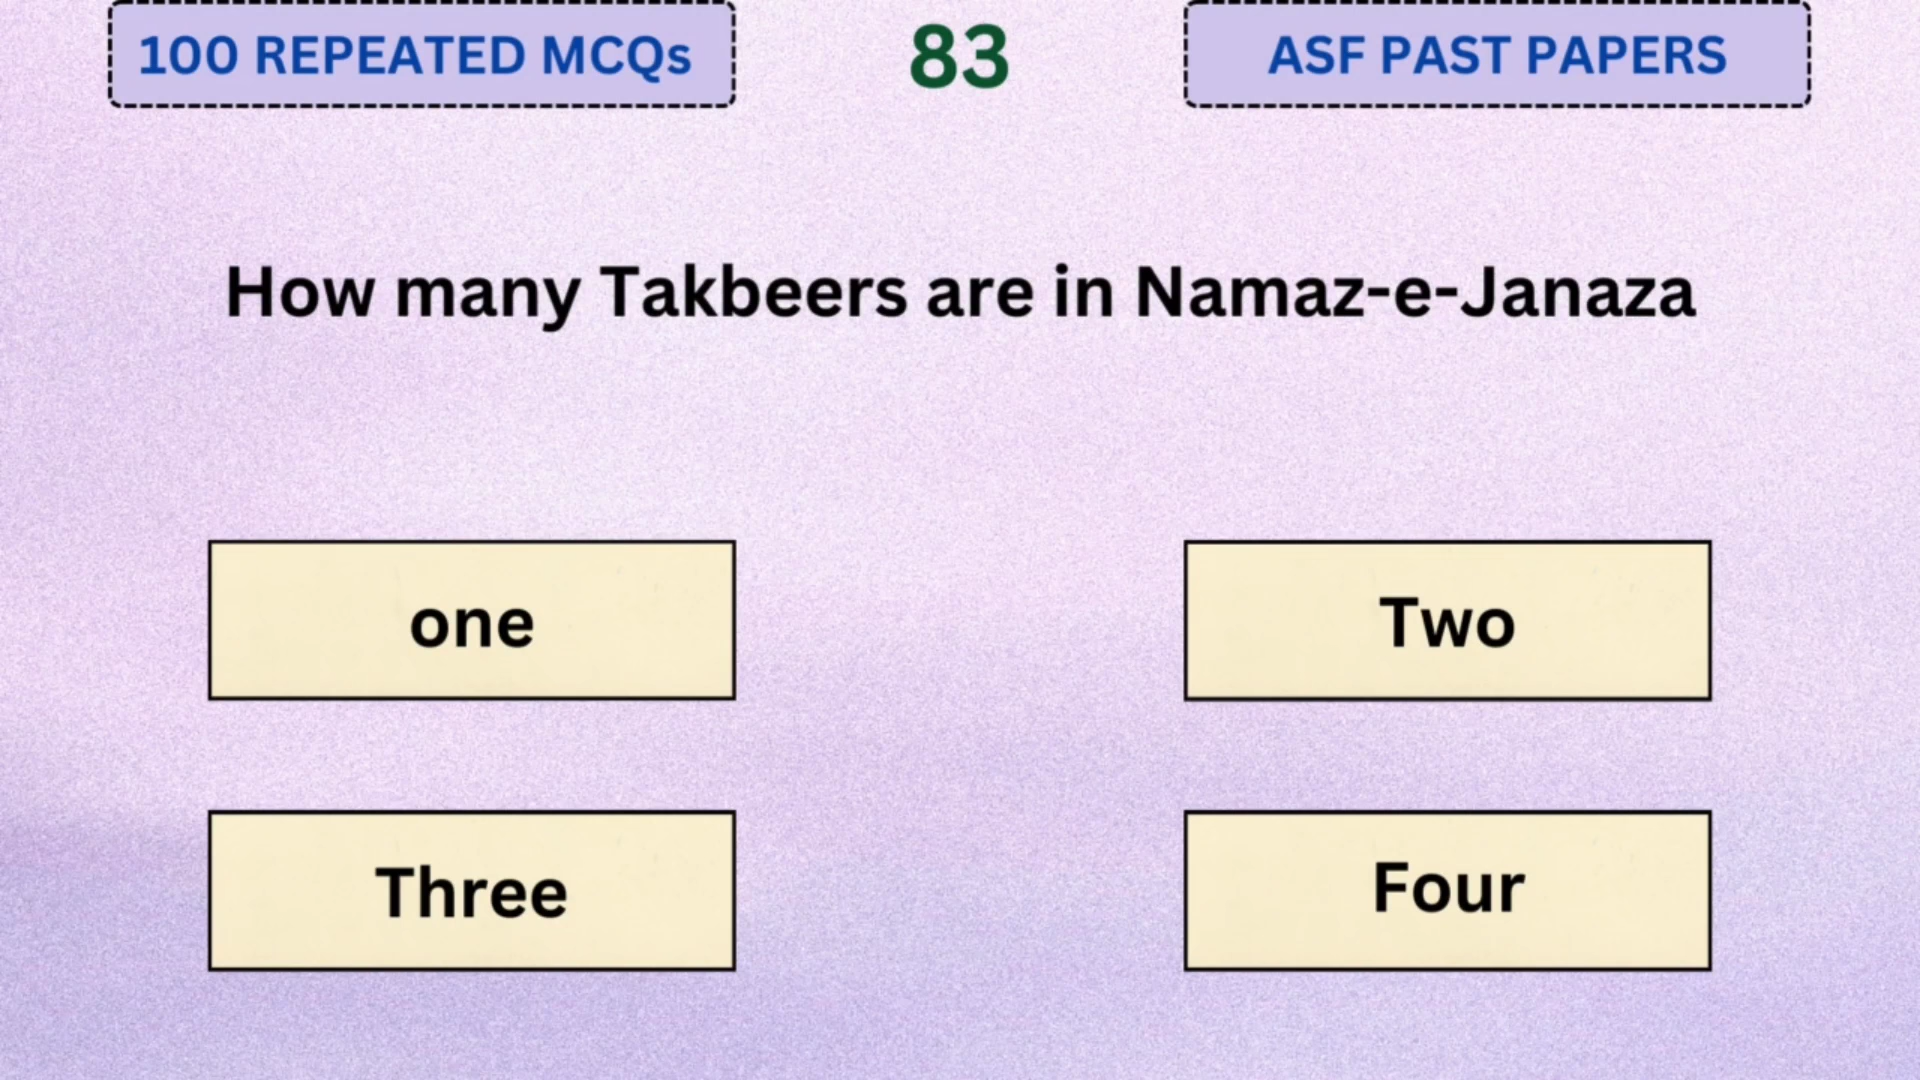 100 REPEATED MCQs
83
ASF PAST PAPERS
How many Takbeers are in Namaz-e-Janaza
one
Two
Three
Four